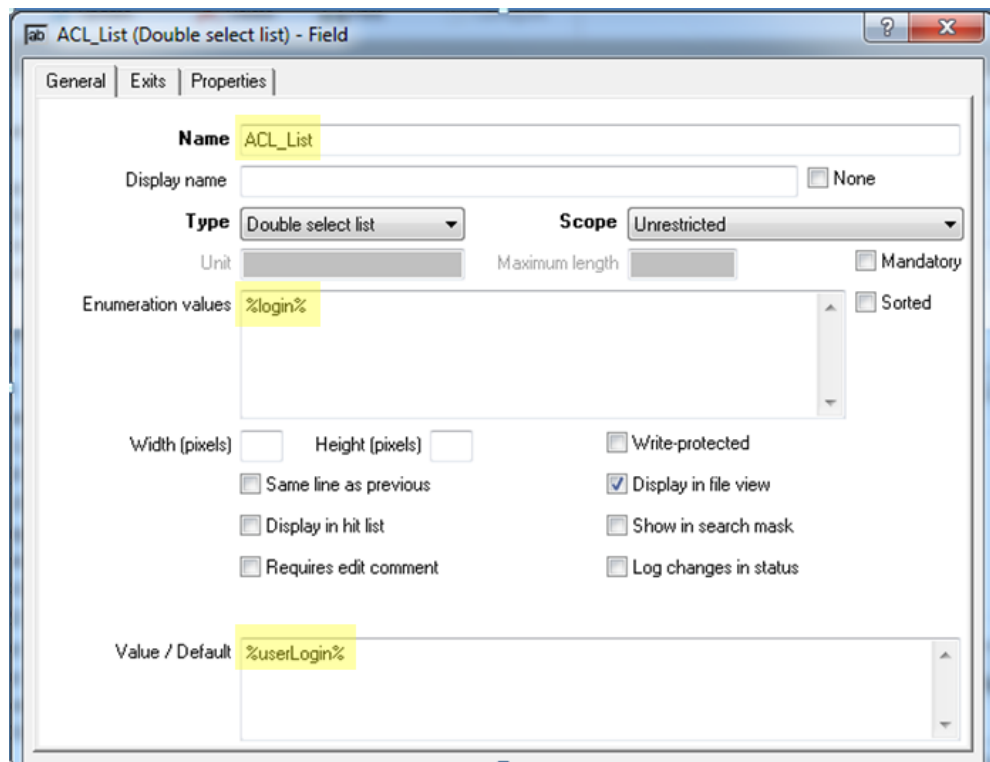 ab ACL_List (Double select list) - Field ? X
General Exits Properties
Name ACL_List
Display name None
Type Double select list Scope Unrestricted
Unit Maximum length Mandatory
Enumeration values %login% Sorted
Width (pixels) Height (pixels) Write-protected
Same line as previous Display in file view
Display in hit list Show in search mask
Requires edit comment Log changes in status
Value / Default %userLogin%